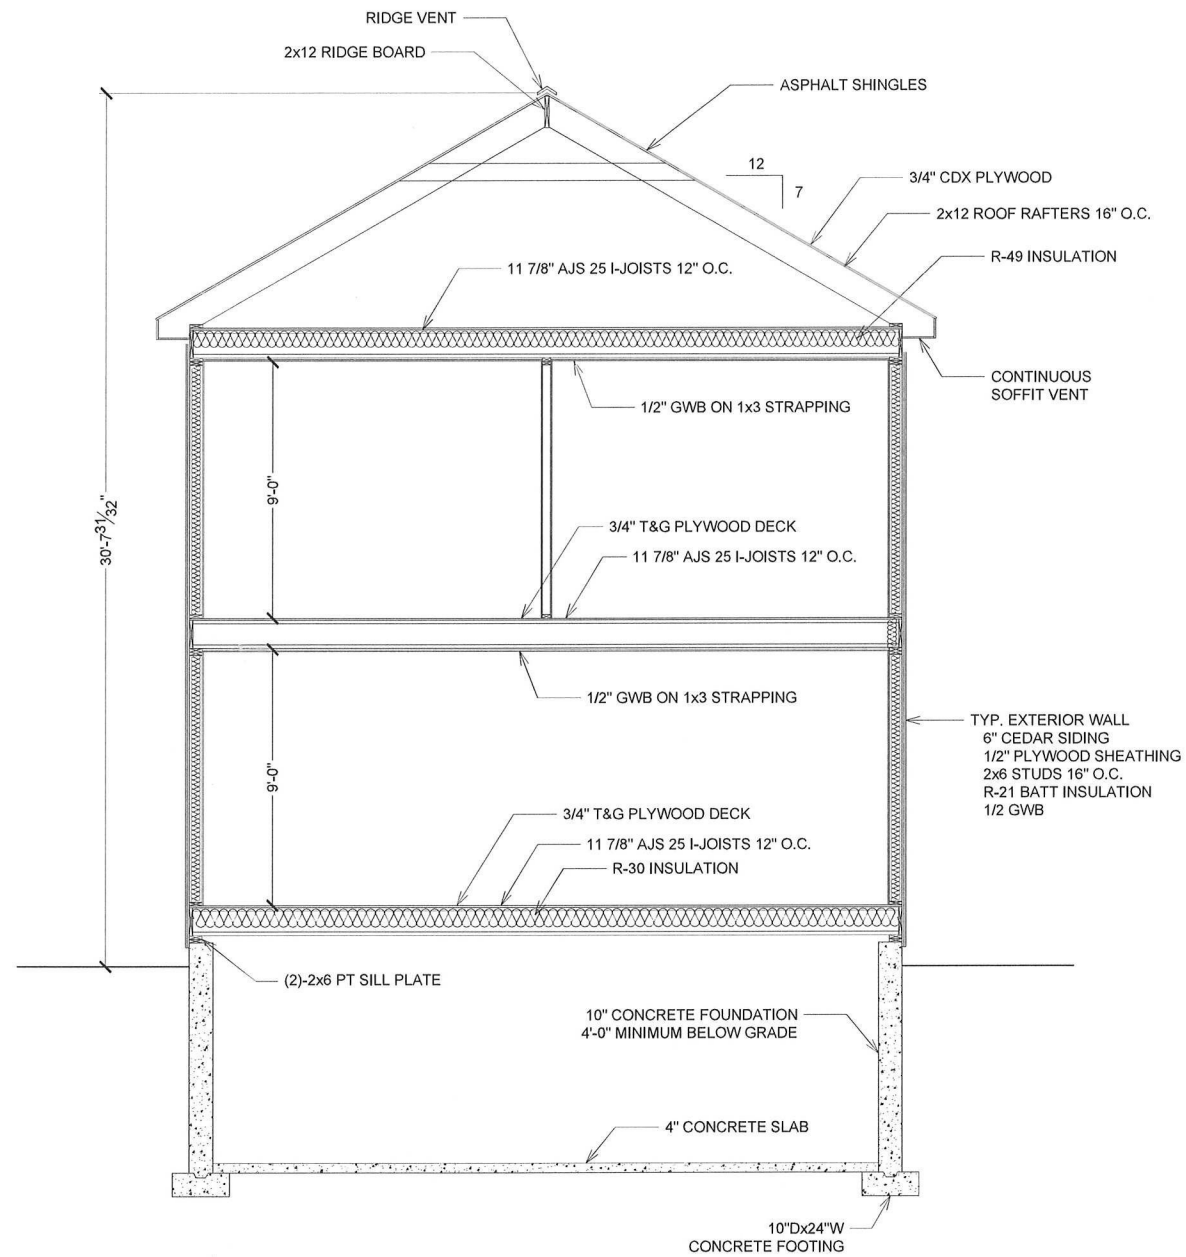 RIDGE VENT
2x12 RIDGE BOARD
ASPHALT SHINGLES
12
7
3/4" CDX PLYWOOD
2x12 ROOF RAFTERS 16" O.C.
R-49 INSULATION
11 7/8" AJS 25 I-JOISTS 12" O.C.
CONTINUOUS
SOFFIT VENT
1/2" GWB ON 1x3 STRAPPING
9'-0"
30'-7 31/32"
3/4" T&G PLYWOOD DECK
11 7/8" AJS 25 I-JOISTS 12" O.C.
1/2" GWB ON 1x3 STRAPPING
TYP. EXTERIOR WALL
6" CEDAR SIDING
1/2" PLYWOOD SHEATHING
2x6 STUDS 16" O.C.
R-21 BATT INSULATION
1/2 GWB
9'-0"
3/4" T&G PLYWOOD DECK
11 7/8" AJS 25 I-JOISTS 12" O.C.
R-30 INSULATION
(2)-2x6 PT SILL PLATE
10" CONCRETE FOUNDATION
4'-0" MINIMUM BELOW GRADE
4" CONCRETE SLAB
10"Dx24"W
CONCRETE FOOTING